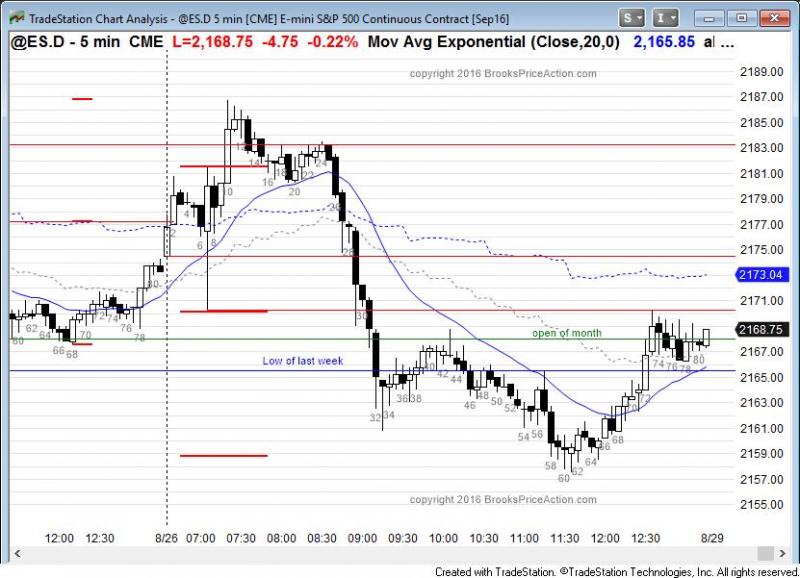 TradeStation Chart Analysis - @ES.D 5 min [CME] E-mini S&P 500 Continuous Contract [Sep16]
S I
@ES.D - 5 min CME L=2,168.75 -4.75 -0.22% Mov Avg Exponential (Close,20,0) 2,165.85 al ...
copyright 2016 BrooksPriceAction.com
2189.00
2187.00
2185.00
2183.00
2181.00
2179.00
2177.00
2175.00
2173.04
2171.00
2168.75
2167.00
2165.00
2163.00
2161.00
2159.00
2157.00
2155.00
2 4 6 8 10 12 14 16 18 20 22 24 26 28 30
60 62 64 66 68 70 72 74 76 78 80
open of month
Low of last week
32 34 36 38 40 42 44 46 48 50 52 54 56 58 60 62 64 66 68 70 72 74 76 78 80
copyright 2016 BrooksPriceAction.com
12:00 12:30 8/26 07:00 07:30 08:00 08:30 09:00 09:30 10:00 10:30 11:00 11:30 12:00 12:30 8/29
Created with TradeStation. ©TradeStation Technologies, Inc. All rights reserved.